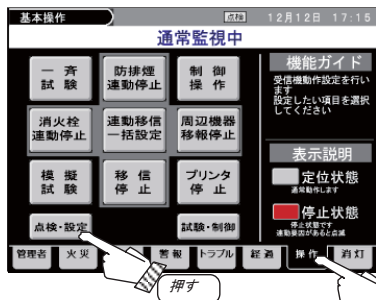 基本操作
点検
12月12日 17:15
通常監視中
一斉
試験
防排煙
連動停止
制御
操作
消火栓
連動停止
連動移信
一括設定
周辺機器
移報停止
模擬
試験
移信
停止
プリンタ
停止
点検・設定
試験・制御
機能ガイド
受信機動作設定を行い
ます
設定したい項目を選択
してください
表示説明
定位状態
通常動作します
停止状態
停止状態です
連動要因があると点滅
管理者
火災
警報
トラブル
経過
操作
消灯
押す